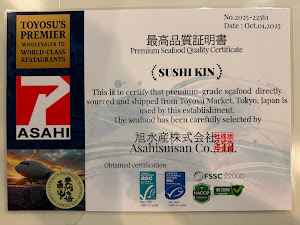 TOYOSU'S
PREMIER
WHOLESALER TO
WORLD-CLASS
RESTAURANTS
No.2025-22561
Date : Oct.01,2025
最高品質証明書
Premium Seafood Quality Certificate
{SUSHI KIN}
This is to certify that premium-grade seafood directly
sourced and shipped from Toyosu Market, Tokyo, Japan is
used by this establishment.
The seafood has been carefully selected by
ASAHI
旭水産株式会社
Asahisuisan Co.,
Obtained certification
FSSC 22000
HACCP